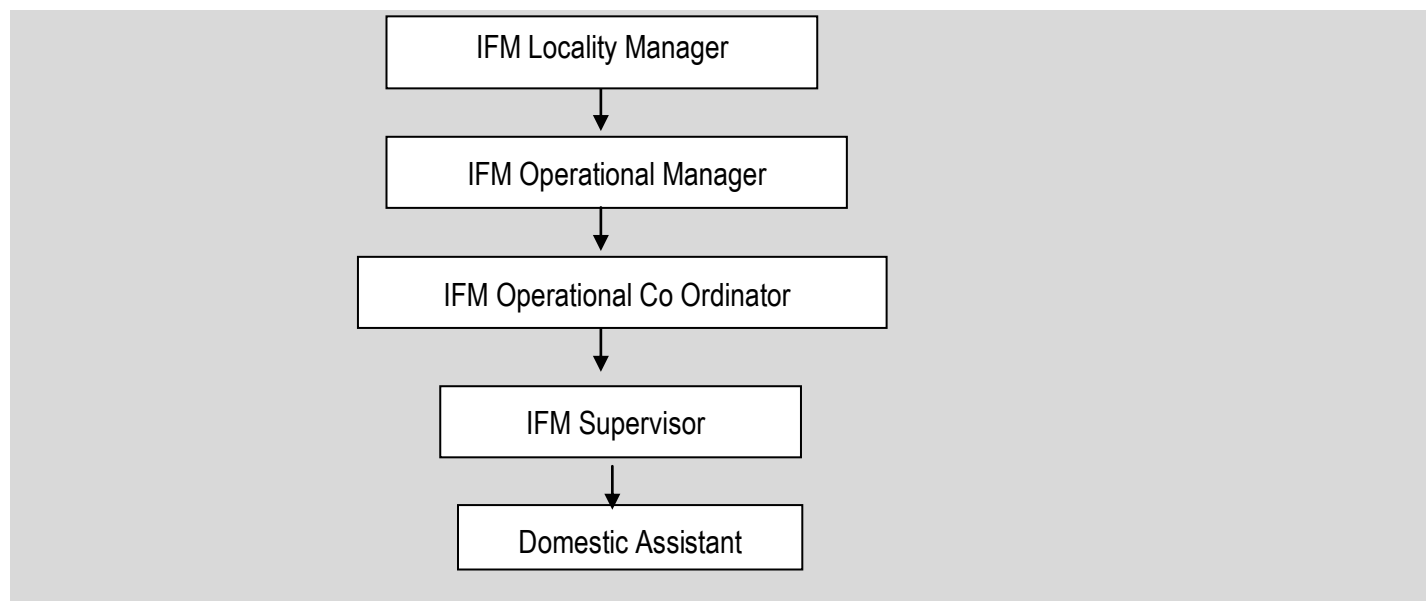 IFM Locality Manager
IFM Operational Manager
IFM Operational Co Ordinator
IFM Supervisor
Domestic Assistant